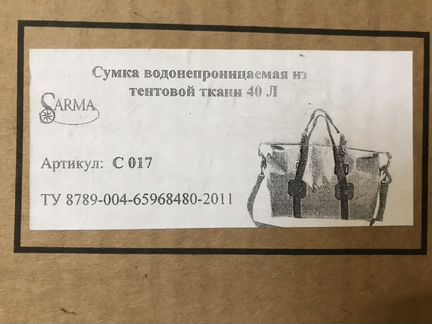 Сумка водонепроницаемая из
тентовой ткани 40 Л
SARMA
Артикул: С 017
ТУ 8789-004-65968480-2011